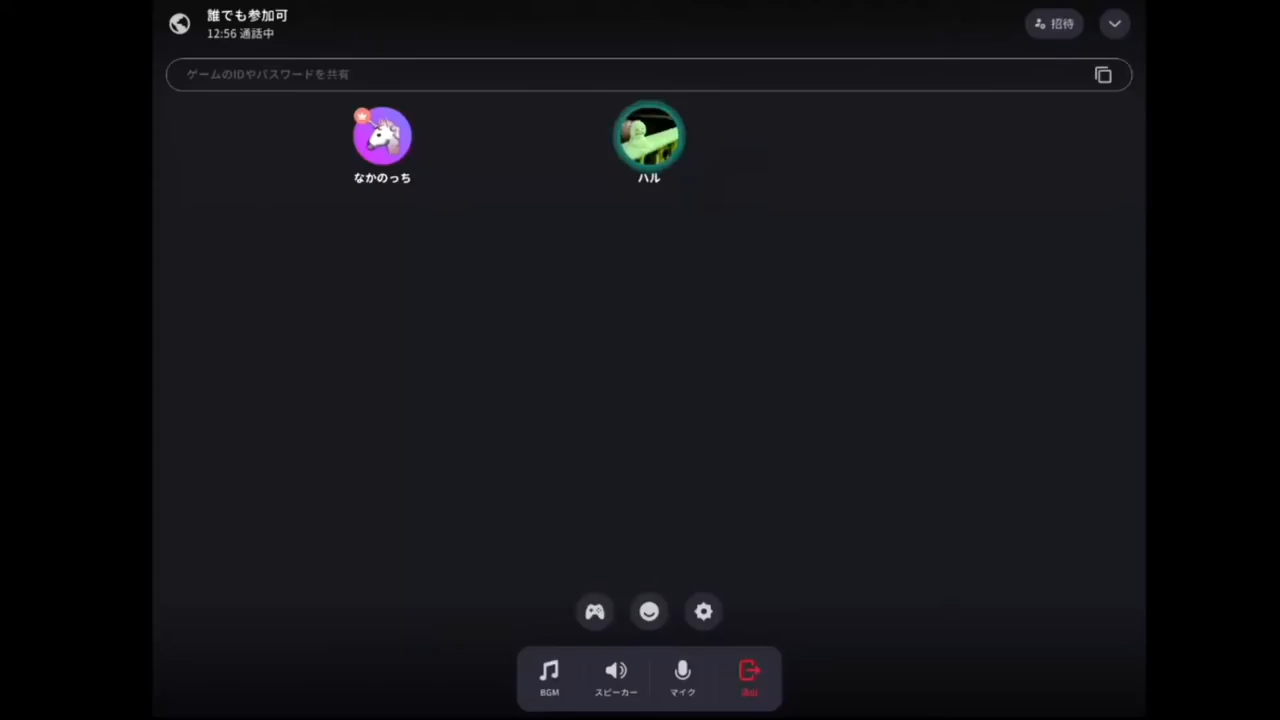 誰でも参加可
12:56 通話中
招待
ゲームのIDやパスワードを共有
なかのっち
ハル
BGM
スピーカー
マイク
退出